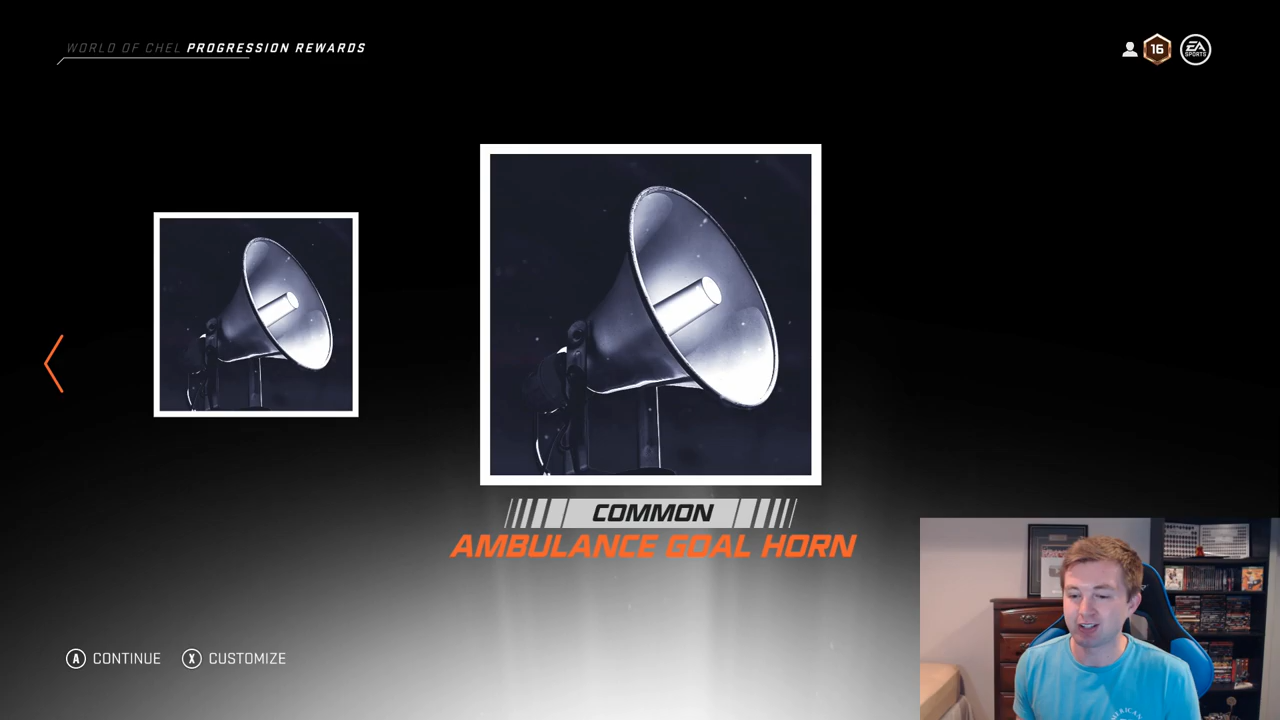 WORLD OF CHEL PROGRESSION REWARDS
16
EA
SPORTS
COMMON
AMBULANCE GOAL HORN
A CONTINUE X CUSTOMIZE